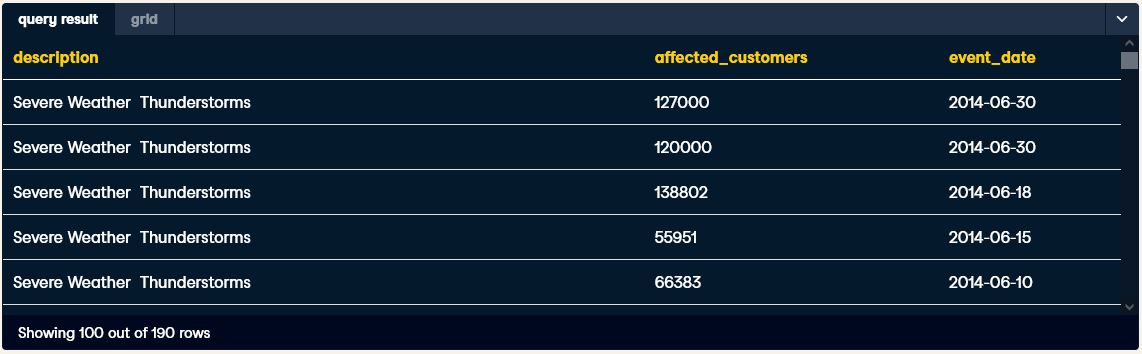 query result grid
description affected_customers event_date
Severe Weather  Thunderstorms 127000 2014-06-30
Severe Weather  Thunderstorms 120000 2014-06-30
Severe Weather  Thunderstorms 138802 2014-06-18
Severe Weather  Thunderstorms 55951 2014-06-15
Severe Weather  Thunderstorms 66383 2014-06-10
Showing 100 out of 190 rows